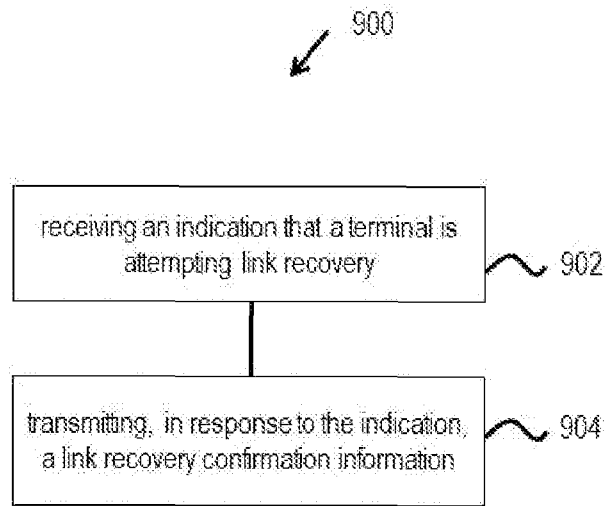 900
receiving an indication that a terminal is
attempting link recovery
902
transmitting, in response to the indication,
a link recovery confirmation information
904